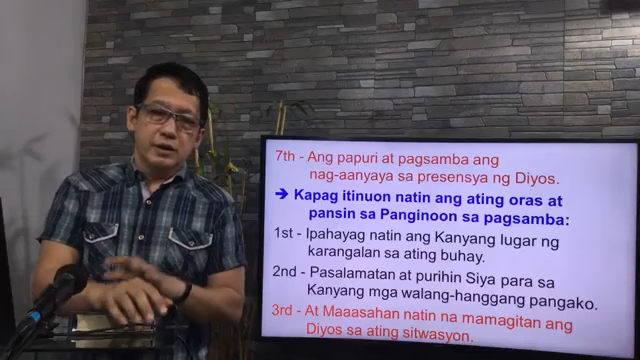 7th - Ang papuri at pagsamba ang
nag-aanyaya sa presensya ng Diyos.
➔ Kapag itinuon natin ang ating oras at
pansin sa Panginoon sa pagsamba:
1st - Ipahayag natin ang Kanyang lugar ng
karangalan sa ating buhay.
2nd - Pasalamatan at purihin Siya para sa
Kanyang mga walang-hanggang pangako.
3rd - At Maaasahan natin na mamagitan ang
Diyos sa ating sitwasyon.